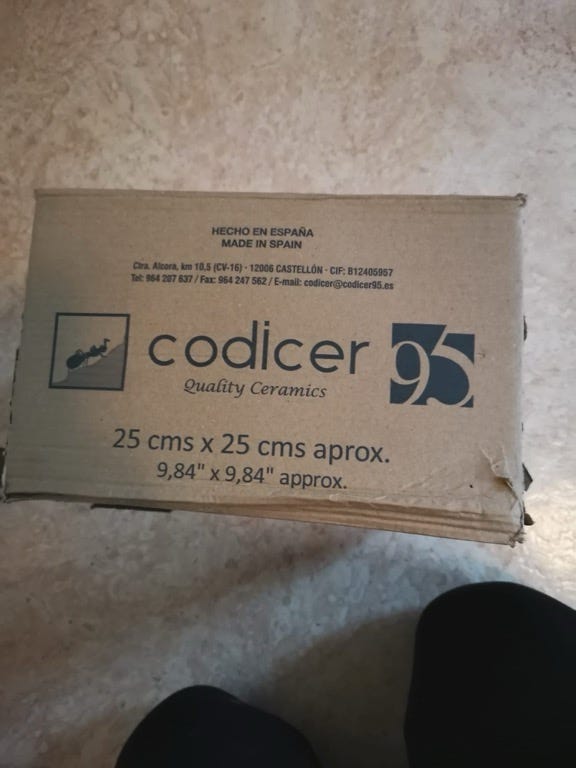 HECHO EN ESPAÑA
MADE IN SPAIN
Ctra. Alcora, km 10,5 (CV-16) · 12006 CASTELLÓN · CIF: B12405957
Tel: 964 207 637 / Fax: 964 247 562 / E-mail: codicer@codicer95.es
codicer 95
Quality Ceramics
25 cms x 25 cms aprox.
9,84" x 9,84" approx.